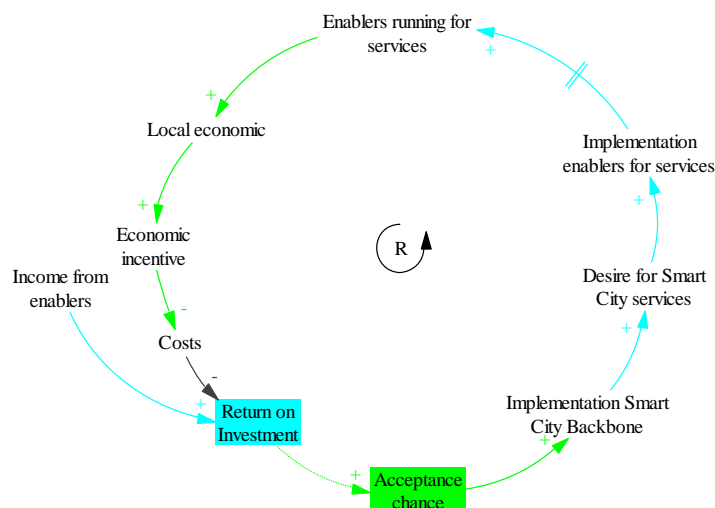 Enablers running for
services
+
+
Local economic
Implementation
enablers for services
+
+
Economic
incentive
R
Income from
enablers
Desire for Smart
City services
-
+
Costs
-
+
Return on
Investment
Implementation Smart
City Backbone
+
+
Acceptance
chance